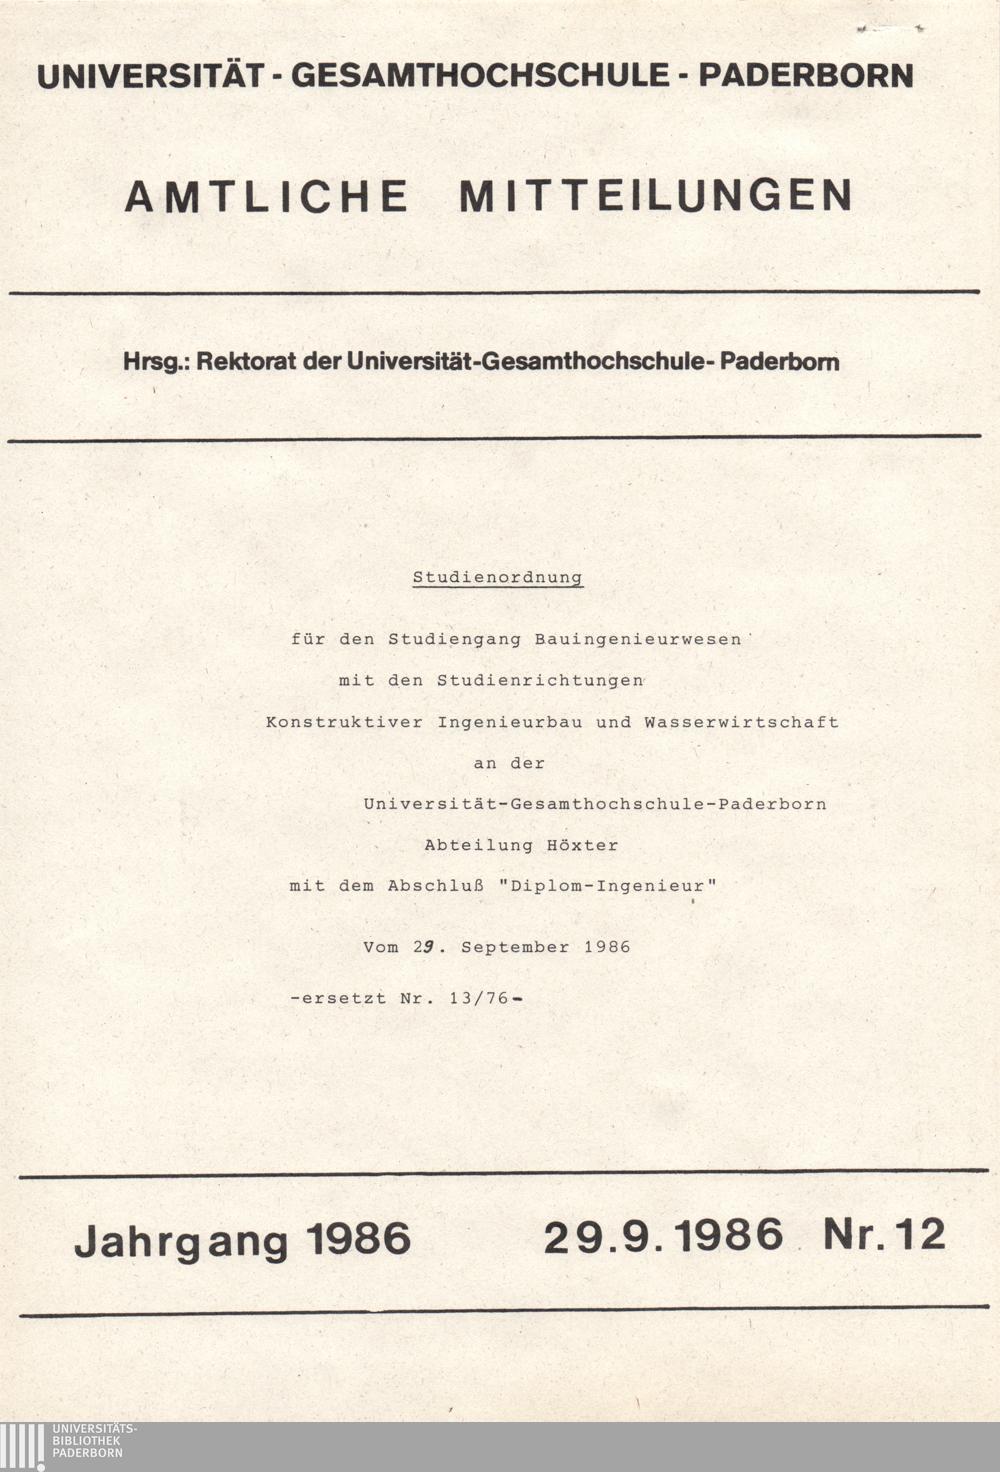 UNIVERSITÄT - GESAMTHOCHSCHULE - PADERBORN
AMTLICHE MITTEILUNGEN
Hrsg.: Rektorat der Universität-Gesamthochschule- Paderborn
Studienordnung
für den Studiengang Bauingenieurwesen
mit den Studienrichtungen
Konstruktiver Ingenieurbau und Wasserwirtschaft
an der
Universität-Gesamthochschule-Paderborn
Abteilung Höxter
mit dem Abschluß "Diplom-Ingenieur"
Vom 29. September 1986
-ersetzt Nr. 13/76-
Jahrgang 1986 29.9.1986 Nr. 12
UNIVERSITÄTS-
BIBLIOTHEK
PADERBORN